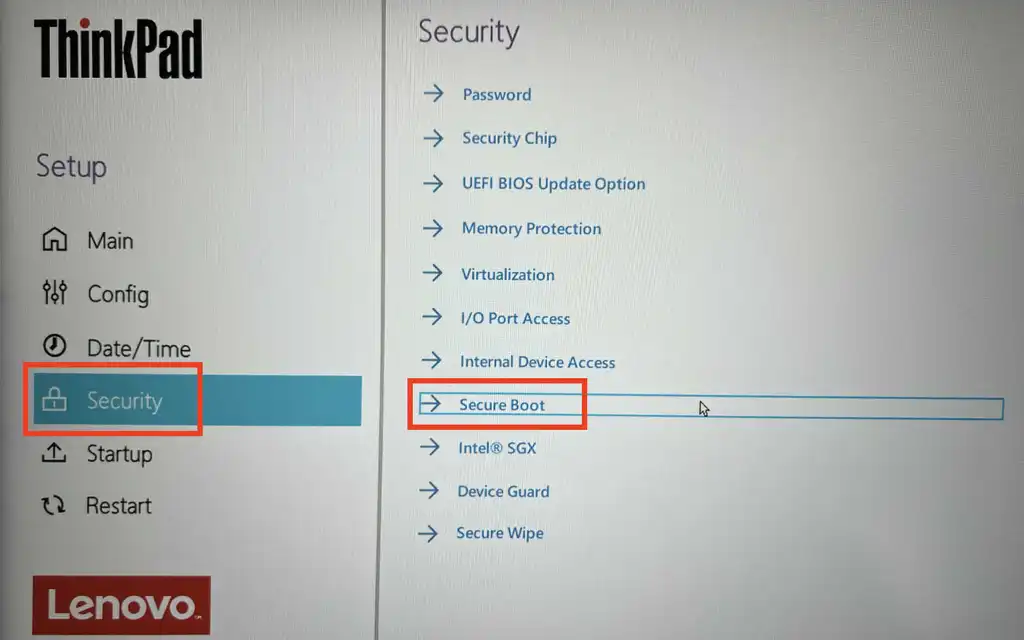 ThinkPad
Setup
Main
Config
Date/Time
Security
Startup
Restart
Lenovo™
Security
Password
Security Chip
UEFI BIOS Update Option
Memory Protection
Virtualization
I/O Port Access
Internal Device Access
Secure Boot
Intel® SGX
Device Guard
Secure Wipe